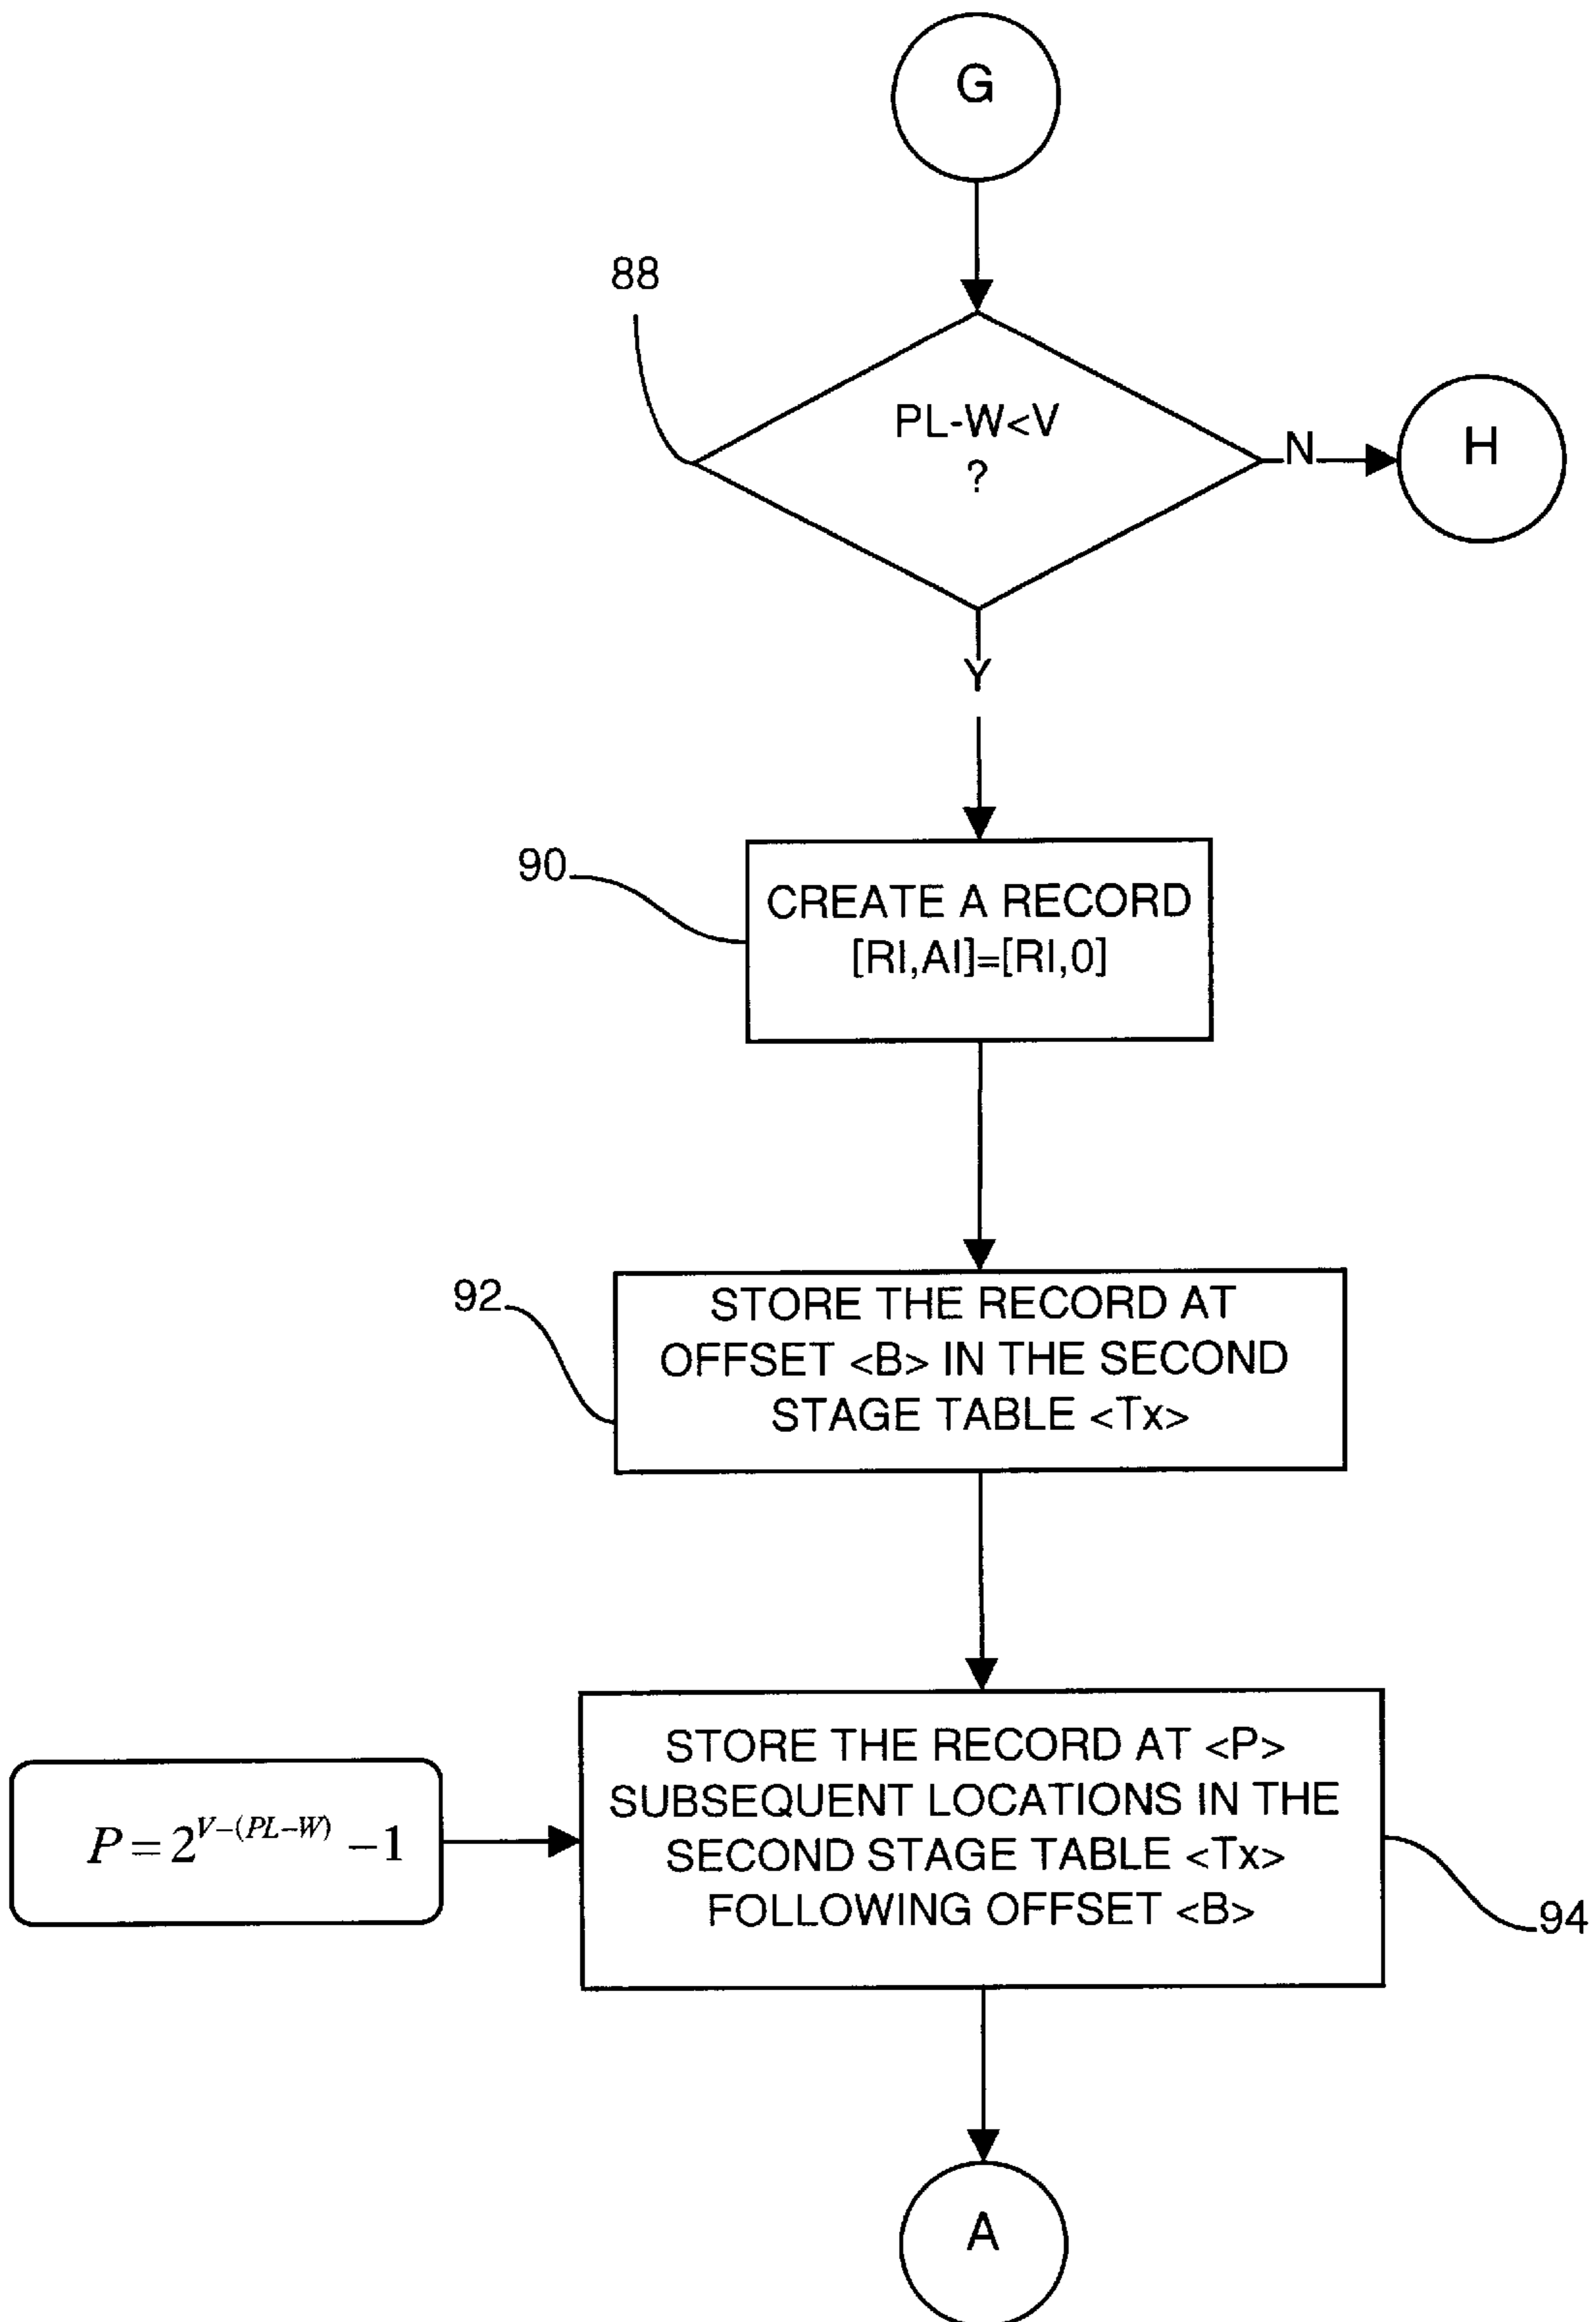 G
88
PL-W<V
?
N
H
Y
90
CREATE A RECORD
[RI,AI]=[RI,0]
92
STORE THE RECORD AT
OFFSET <B> IN THE SECOND
STAGE TABLE <Tx>
STORE THE RECORD AT <P>
SUBSEQUENT LOCATIONS IN THE
SECOND STAGE TABLE <Tx>
FOLLOWING OFFSET <B>
P = 2^{V-(PL-W)} -1
94
A